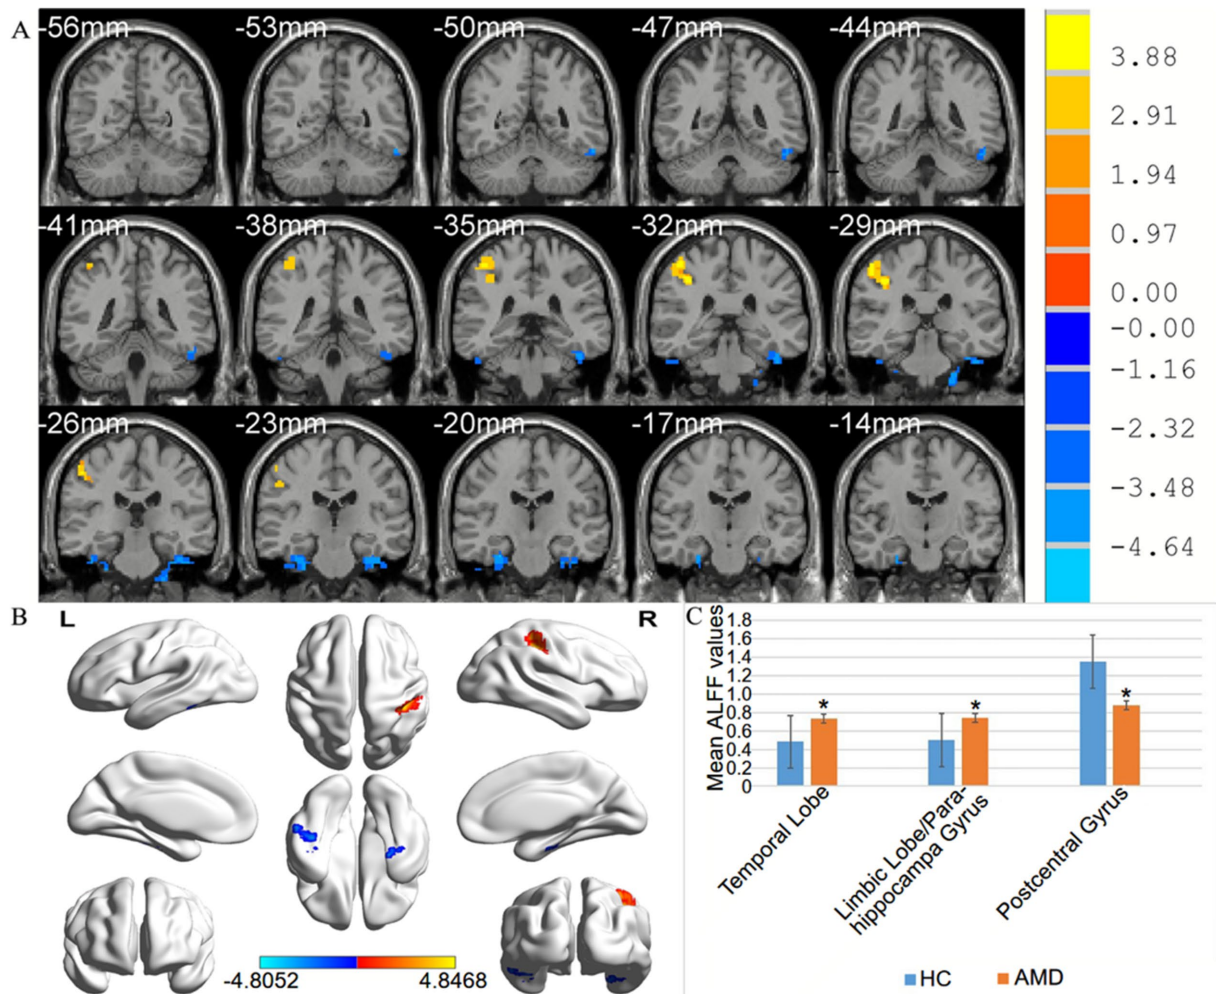 A
-56mm
-53mm
-50mm
-47mm
-44mm
-41mm
-38mm
-35mm
-32mm
-29mm
-26mm
-23mm
-20mm
-17mm
-14mm
3.88
2.91
1.94
0.97
0.00
-0.00
-1.16
-2.32
-3.48
-4.64
B
L
R
-4.8052
4.8468
C
Mean ALFF values
1.8
1.6
1.4
1.2
1.0
0.8
0.6
0.4
0.2
0
*
*
*
Temporal Lobe
Limbic Lobe/Para-
hippocampa Gyrus
Postcentral Gyrus
HC
AMD